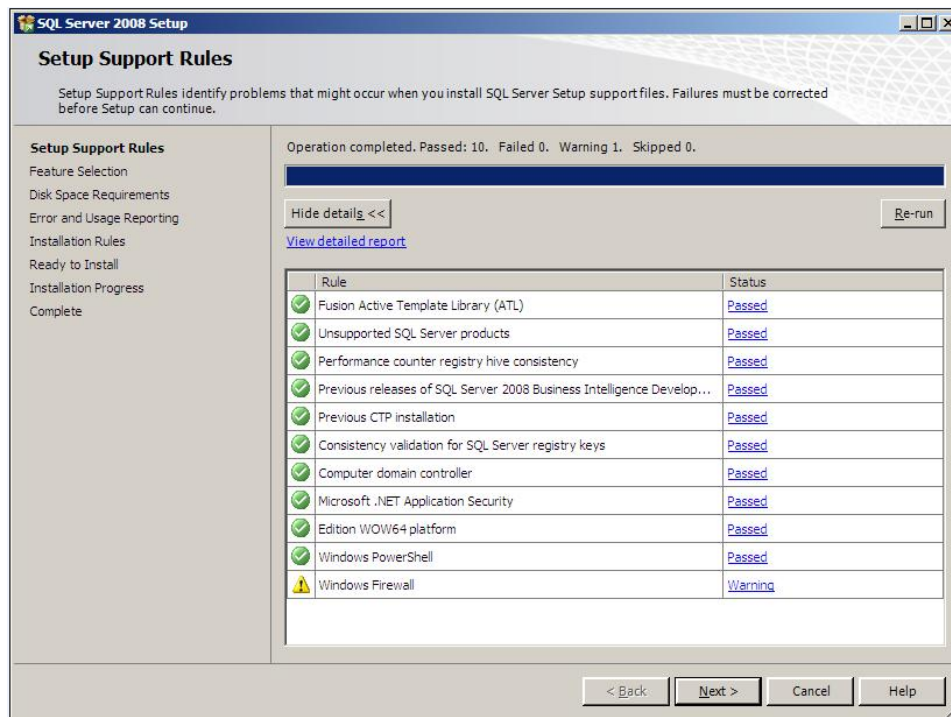 SQL Server 2008 Setup
Setup Support Rules
Setup Support Rules identify problems that might occur when you install SQL Server Setup support files. Failures must be corrected
before Setup can continue.
Setup Support Rules
Feature Selection
Disk Space Requirements
Error and Usage Reporting
Installation Rules
Ready to Install
Installation Progress
Complete
Operation completed. Passed: 10. Failed 0. Warning 1. Skipped 0.
Hide details <<
Re-run
View detailed report
Rule Status
Fusion Active Template Library (ATL) Passed
Unsupported SQL Server products Passed
Performance counter registry hive consistency Passed
Previous releases of SQL Server 2008 Business Intelligence Develop... Passed
Previous CTP installation Passed
Consistency validation for SQL Server registry keys Passed
Computer domain controller Passed
Microsoft .NET Application Security Passed
Edition WOW64 platform Passed
Windows PowerShell Passed
Windows Firewall Warning
< Back Next > Cancel Help